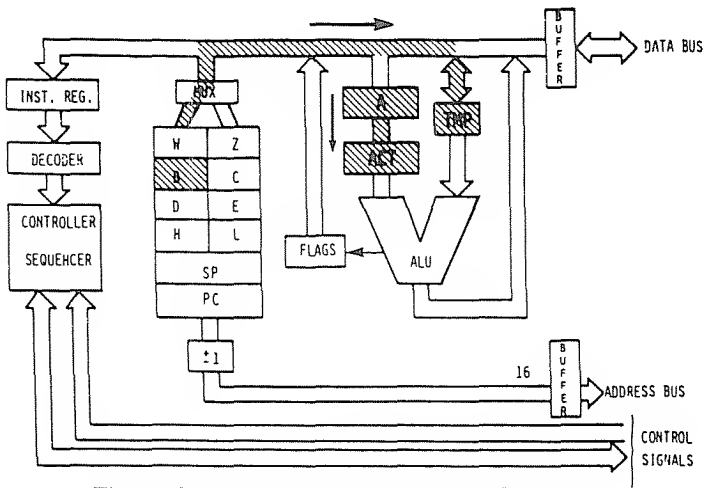 BUFFER
DATA BUS
INST. REG.
MUX
A
TMP
DECODER
W Z
ACT
B C
D E
CONTROLLER
SEQUENCER
H L
FLAGS
ALU
SP
PC
±1
16
BUFFER
ADDRESS BUS
CONTROL
SIGNALS